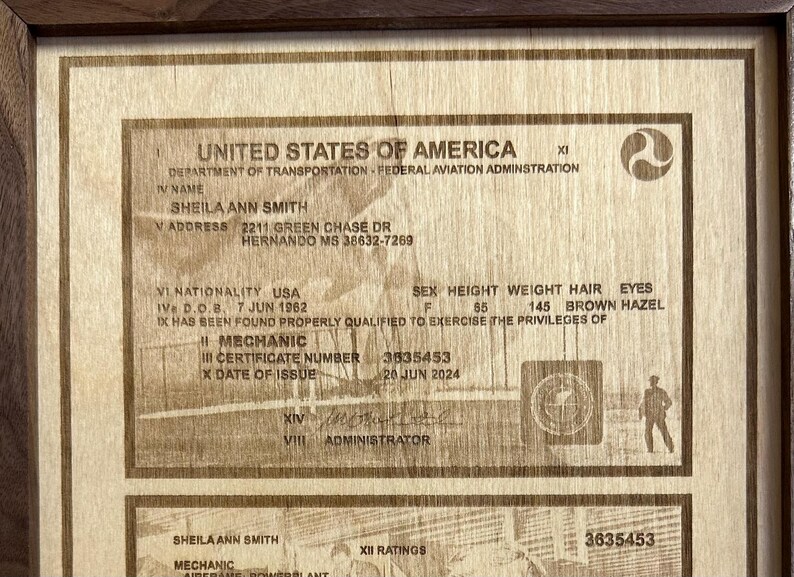 I UNITED STATES OF AMERICA XI
DEPARTMENT OF TRANSPORTATION - FEDERAL AVIATION ADMINSTRATION
IV NAME
SHEILA ANN SMITH
V ADDRESS 2211 GREEN CHASE DR
HERNANDO MS 38632-7269
VI NATIONALITY USA SEX HEIGHT WEIGHT HAIR EYES
IVa D.O.B. 7 JUN 1962 F 65 145 BROWN HAZEL
IX HAS BEEN FOUND PROPERLY QUALIFIED TO EXERCISE THE PRIVILEGES OF
II MECHANIC
III CERTIFICATE NUMBER 3635453
X DATE OF ISSUE 20 JUN 2024
XIV
VIII ADMINISTRATOR
SHEILA ANN SMITH 3635453
XII RATINGS
MECHANIC
AIRFRAME POWERPLANT